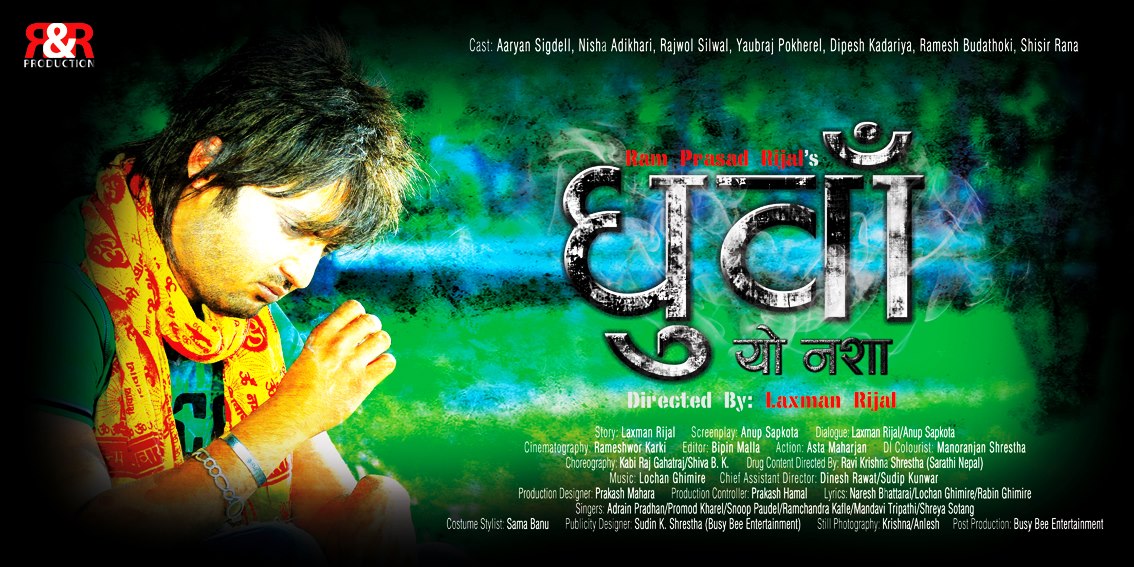 R&R
PRODUCTION
Cast: Aaryan Sigdell, Nisha Adikhari, Rajwol Silwal, Yaubraj Pokherel, Dipesh Kadariya, Ramesh Budathoki, Shisir Rana
Ram Prasad Rijal's
धुवाँ
यो नशा
Directed By: Laxman Rijal
Story: Laxman Rijal Screenplay: Anup Sapkota Dialogue: Laxman Rijal/Anup Sapkota
Cinematography: Rameshwor Karki Editor: Bipin Malla Action: Asta Maharjan DI Colourist: Manoranjan Shrestha
Choreography: Kabi Raj Gahatraj/Shiva B. K. Drug Content Directed By: Ravi Krishna Shrestha (Sarathi Nepal)
Music: Lochan Ghimire Chief Assistant Director: Dinesh Rawat/Sudip Kunwar
Production Designer: Prakash Mahara Production Controller: Prakash Hamal Lyrics: Naresh Bhattarai/Lochan Ghimire/Rabin Ghimire
Singers: Adrain Pradhan/Promod Kharel/Snoop Paudel/Ramchandra Kafle/Mandavi Tripathi/Shreya Sotang
Costume Stylist: Sama Banu Publicity Designer: Sudin K. Shrestha (Busy Bee Entertainment) Still Photography: Krishna/Anlesh Post Production: Busy Bee Entertainment